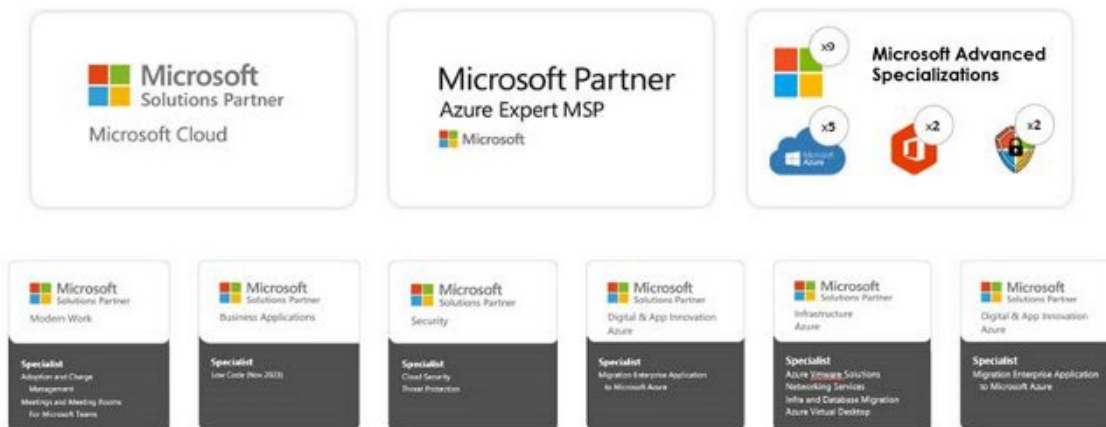 Microsoft
Solutions Partner
Microsoft Cloud
Microsoft Partner
Azure Expert MSP
Microsoft
x9
Microsoft Advanced
Specializations
x5
Microsoft
Azure
x2
x2
Microsoft
Solutions Partner
Modern Work
Specialist
Adoption and Change
Management
Meetings and Meeting Rooms
For Microsoft Teams
Microsoft
Solutions Partner
Business Applications
Specialist
Low Code (Nov 2023)
Microsoft
Solutions Partner
Security
Specialist
Cloud Security
Threat Protection
Microsoft
Solutions Partner
Digital & App Innovation
Azure
Specialist
Migration Enterprise Application
to Microsoft Azure
Microsoft
Solutions Partner
Infrastructure
Azure
Specialist
Azure Vmware Solutions
Networking Services
Infra and Database Migration
Azure Virtual Desktop
Microsoft
Solutions Partner
Digital & App Innovation
Azure
Specialist
Migration Enterprise Application
to Microsoft Azure